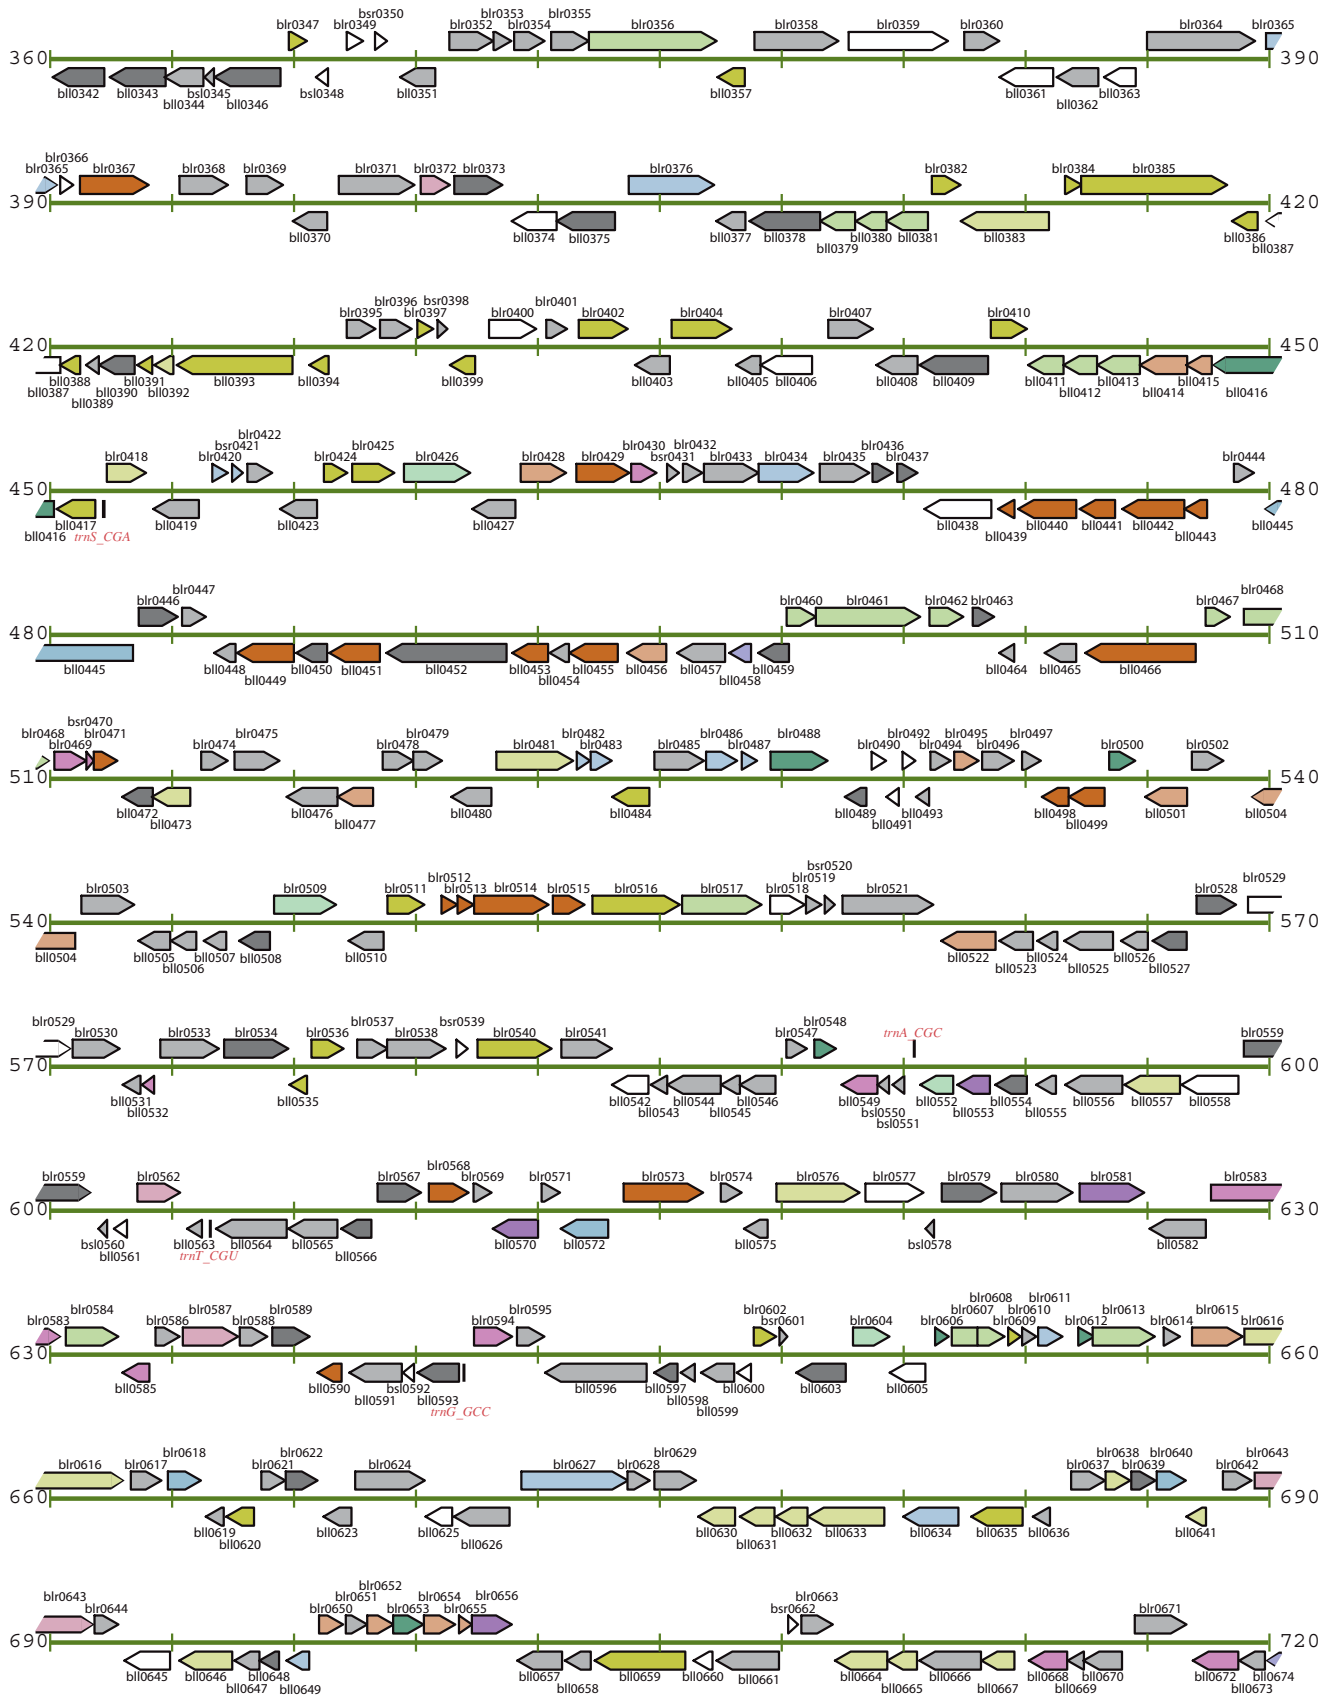 bsr0350 blr0353 blr0355
blr0347 blr0349 blr0352 blr0354 blr0356 blr0358 blr0359 blr0360 blr0364 blr0365
360 390
bll0342 bll0343 bsl0345 bsl0348 bll0351 bll0357 bll0361 bll0363
bll0344 bll0346 bll0362
blr0366
blr0365 blr0367 blr0368 blr0369 blr0371 blr0372 blr0373 blr0376 blr0382 blr0384 blr0385
390 420
bll0370 bll0374 bll0375 bll0377 bll0378 bll0379 bll0380 bll0381 bll0383 bll0386 bll0387
blr0396 bsr0398
blr0395 blr0397 blr0400 blr0401 blr0402 blr0404 blr0407 blr0410
420 450
bll0388 bll0391 bll0393 bll0394 bll0399 bll0403 bll0405 bll0408 bll0409 bll0411 bll0413 bll0415
bll0387 bll0390 bll0392 bll0406 bll0412 bll0414 bll0416
bll0389
blr0422
bsr0421 blr0432
blr0418 blr0420 blr0424 blr0425 blr0426 blr0428 blr0429 blr0430 bsr0431 blr0433 blr0434 blr0435 blr0436 blr0437 blr0444
450 480
bll0417 bll0419 bll0423 bll0427 bll0438 bll0440 bll0441 bll0442 bll0445
bll0416 trnS_CGA bll0439 bll0443
blr0447
blr0446 blr0460 blr0461 blr0462 blr0463 blr0467 blr0468
480 510
bll0445 bll0448 bll0450 bll0451 bll0452 bll0453 bll0455 bll0456 bll0457 bll0459 bll0464 bll0465 bll0466
bll0449 bll0454 bll0458
bsr0470
blr0468 blr0471 blr0475 blr0479 blr0482 blr0486 blr0492 blr0495 blr0497
blr0469 blr0474 blr0478 blr0481 blr0483 blr0485 blr0487 blr0488 blr0490 blr0494 blr0496 blr0500 blr0502
510 540
bll0472 bll0476 bll0480 bll0484 bll0489 bll0493 bll0498 bll0501 bll0504
bll0473 bll0477 bll0491 bll0499
bsr0520
blr0503 blr0509 blr0511 blr0512 blr0513 blr0514 blr0515 blr0516 blr0517 blr0518 blr0519 blr0521 blr0528 blr0529
540 570
bll0504 bll0505 bll0507 bll0508 bll0510 bll0522 bll0524 bll0526
bll0506 bll0523 bll0525 bll0527
blr0529 blr0537 bsr0539 blr0548 trnA_CGC
blr0530 blr0533 blr0534 blr0536 blr0538 blr0540 blr0541 blr0547 blr0559
570 600
bll0531 bll0535 bll0542 bll0544 bll0546 bll0549 bll0552 bll0554 bll0556 bll0557 bll0558
bll0532 bll0543 bll0545 bsl0550 bll0553 bll0555
bsl0551
blr0568
blr0559 blr0562 blr0567 blr0569 blr0571 blr0573 blr0574 blr0576 blr0577 blr0579 blr0580 blr0581 blr0583
600 630
bsl0560 bll0563 bll0564 bll0565 bll0570 bll0572 bll0575 bsl0578 bll0582
bll0561 trnT_CGU bll0566
blr0608 blr0611
blr0583 blr0584 blr0586 blr0587 blr0588 blr0589 blr0594 blr0595 blr0602 bsr0601 blr0604 blr0606 blr0607 blr0609 blr0610 blr0612 blr0613 blr0614 blr0615 blr0616
630 660
bll0585 bll0590 bll0591 bsl0592 bll0593 bll0596 bll0597 bll0598 bll0599 bll0600 bll0603 bll0605
trnG_GCC
blr0618 blr0622 blr0629 blr0638 blr0640 blr0643
blr0616 blr0617 blr0621 blr0624 blr0627 blr0628 blr0637 blr0639 blr0642
660 690
bll0619 bll0623 bll0625 bll0630 bll0632 bll0633 bll0634 bll0635 bll0636 bll0641
bll0620 bll0626 bll0631
blr0652
blr0643 blr0651 blr0654 blr0656 blr0663
blr0644 blr0650 blr0653 blr0655 bsr0662 blr0671
690 720
bll0645 bll0646 bll0648 bll0657 bll0659 bll0660 bll0661 bll0664 bll0666 bll0668 bll0670 bll0672 bll0674
bll0647 bll0649 bll0658 bll0665 bll0667 bll0669 bll0673